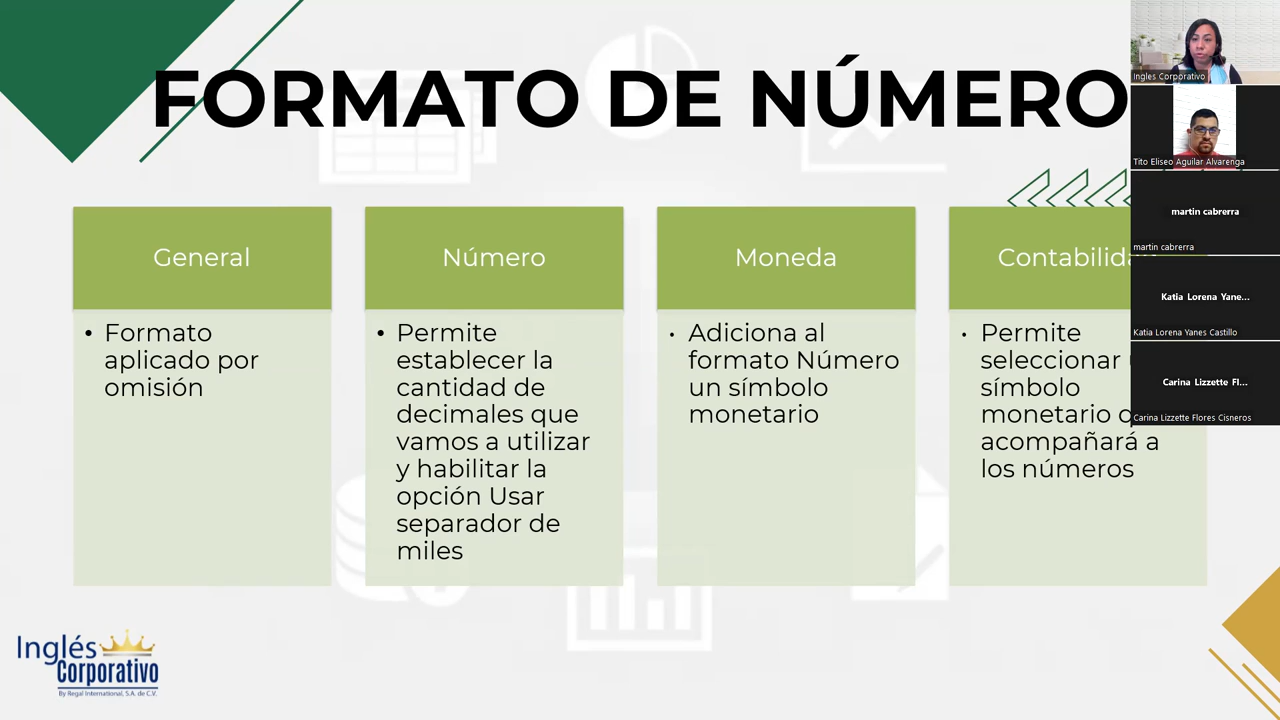 FORMATO DE NÚMERO
General
Formato
aplicado por
omisión
Número
Permite
establecer la
cantidad de
decimales que
vamos a utilizar
y habilitar la
opción Usar
separador de
miles
Moneda
Adiciona al
formato Número
un símbolo
monetario
Contabilid
Permite
seleccionar
símbolo
monetario
acompañará a
los números
Inglés
Corporativo
By Regal International, S.A. de C.V.
Ingles Corporativo
Tito Eliseo Aguilar Alvarenga
martin cabrerra
martin cabrerra
Katia Lorena Yane...
Katia Lorena Yanes Castillo
Carina Lizzette Fl...
Carina Lizzette Flores Cisneros